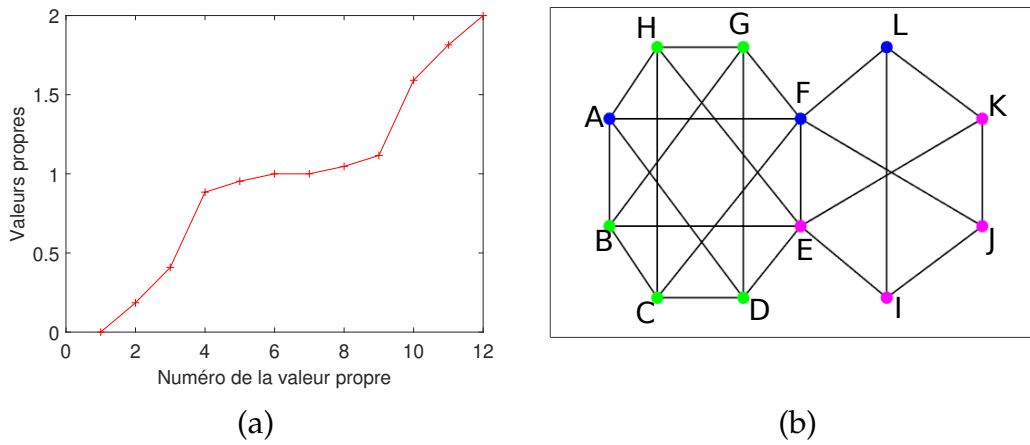 2
1.5
1
0.5
0
0 2 4 6 8 10 12
Valeurs propres
Numéro de la valeur propre
(a)
H G L
A F K
B E J
C D I
(b)